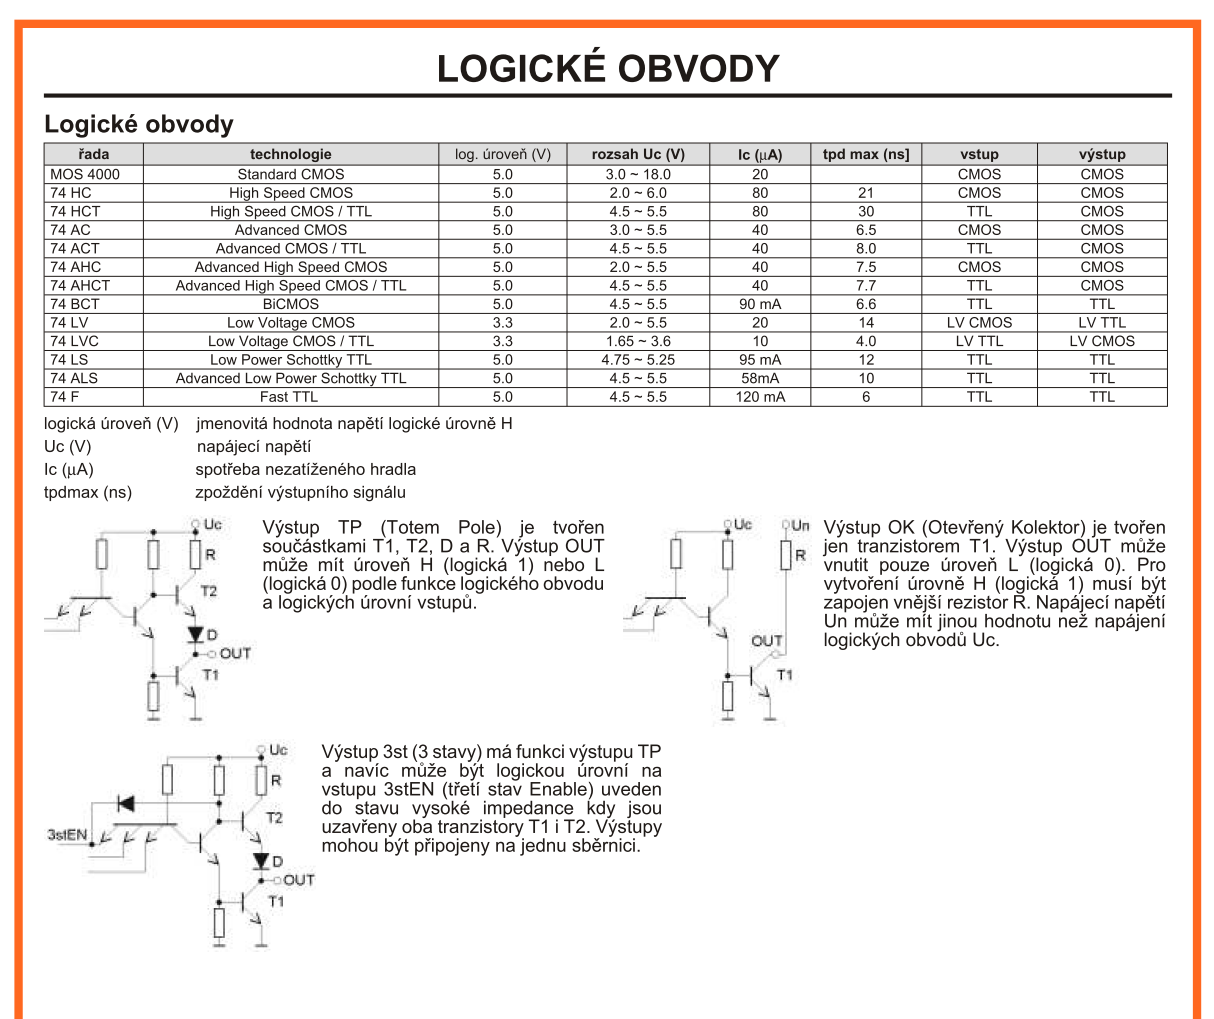 LOGICKÉ OBVODY
Logické obvody
řada technologie log. úroveň (V) rozsah Uc (V) Ic (µA) tpd max (ns] vstup výstup
MOS 4000 Standard CMOS 5.0 3.0 ~ 18.0 20 CMOS CMOS
74 HC High Speed CMOS 5.0 2.0 ~ 6.0 80 21 CMOS CMOS
74 HCT High Speed CMOS / TTL 5.0 4.5 ~ 5.5 80 30 TTL CMOS
74 AC Advanced CMOS 5.0 3.0 ~ 5.5 40 6.5 CMOS CMOS
74 ACT Advanced CMOS / TTL 5.0 4.5 ~ 5.5 40 8.0 TTL CMOS
74 AHC Advanced High Speed CMOS 5.0 2.0 ~ 5.5 40 7.5 CMOS CMOS
74 AHCT Advanced High Speed CMOS / TTL 5.0 4.5 ~ 5.5 40 7.7 TTL CMOS
74 BCT BiCMOS 5.0 4.5 ~ 5.5 90 mA 6.6 TTL TTL
74 LV Low Voltage CMOS 3.3 2.0 ~ 5.5 20 14 LV CMOS LV TTL
74 LVC Low Voltage CMOS / TTL 3.3 1.65 ~ 3.6 10 4.0 LV TTL LV CMOS
74 LS Low Power Schottky TTL 5.0 4.75 ~ 5.25 95 mA 12 TTL TTL
74 ALS Advanced Low Power Schottky TTL 5.0 4.5 ~ 5.5 58mA 10 TTL TTL
74 F Fast TTL 5.0 4.5 ~ 5.5 120 mA 6 TTL TTL
logická úroveň (V) jmenovitá hodnota napětí logické úrovně H
Uc (V) napájecí napětí
Ic (µA) spotřeba nezatíženého hradla
tpdmax (ns) zpoždění výstupního signálu
Uc
R
T2
D
OUT
T1
Výstup TP (Totem Pole) je tvořen
součástkami T1, T2, D a R. Výstup OUT
může mít úroveň H (logická 1) nebo L
(logická 0) podle funkce logického obvodu
a logických úrovní vstupů.
Uc Un
R
OUT
T1
Výstup OK (Otevřený Kolektor) je tvořen
jen tranzistorem T1. Výstup OUT může
vnutit pouze úroveň L (logická 0). Pro
vytvoření úrovně H (logická 1) musí být
zapojen vnější rezistor R. Napájecí napětí
Un může mít jinou hodnotu než napájení
logických obvodů Uc.
Uc
R
T2
3stEN
D
OUT
T1
Výstup 3st (3 stavy) má funkci výstupu TP
a navíc může být logickou úrovní na
vstupu 3stEN (třetí stav Enable) uveden
do stavu vysoké impedance kdy jsou
uzavřeny oba tranzistory T1 i T2. Výstupy
mohou být připojeny na jednu sběrnici.